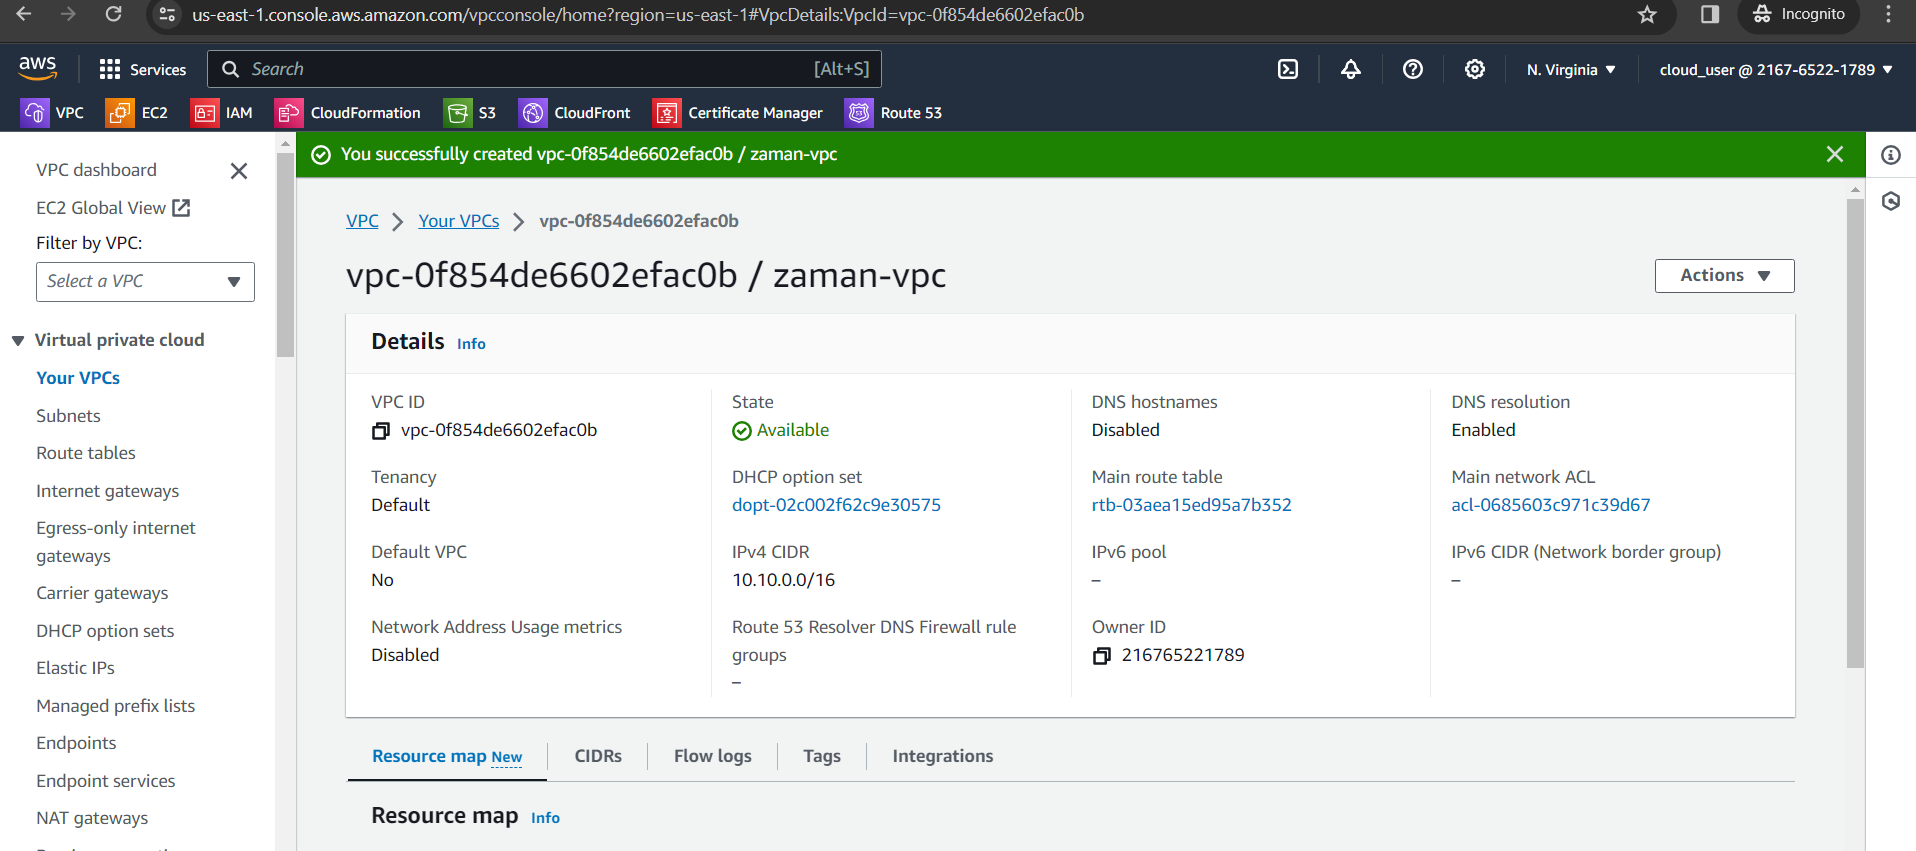 us-east-1.console.aws.amazon.com/vpcconsole/home?region=us-east-1#VpcDetails:VpcId=vpc-0f854de6602efac0b
Incognito
aws
Services
Search
[Alt+S]
N. Virginia
cloud_user @ 2167-6522-1789
VPC
EC2
IAM
CloudFormation
S3
CloudFront
Certificate Manager
Route 53
VPC dashboard
EC2 Global View
Filter by VPC:
Select a VPC
Virtual private cloud
Your VPCs
Subnets
Route tables
Internet gateways
Egress-only internet
gateways
Carrier gateways
DHCP option sets
Elastic IPs
Managed prefix lists
Endpoints
Endpoint services
NAT gateways
You successfully created vpc-0f854de6602efac0b / zaman-vpc
VPC
Your VPCs
vpc-0f854de6602efac0b
vpc-0f854de6602efac0b / zaman-vpc
Actions
Details Info
VPC ID
vpc-0f854de6602efac0b
State
Available
DNS hostnames
Disabled
DNS resolution
Enabled
Tenancy
Default
DHCP option set
dopt-02c002f62c9e30575
Main route table
rtb-03aea15ed95a7b352
Main network ACL
acl-0685603c971c39d67
Default VPC
No
IPv4 CIDR
10.10.0.0/16
IPv6 pool
–
IPv6 CIDR (Network border group)
–
Network Address Usage metrics
Disabled
Route 53 Resolver DNS Firewall rule
groups
–
Owner ID
216765221789
Resource map New
CIDRs
Flow logs
Tags
Integrations
Resource map Info